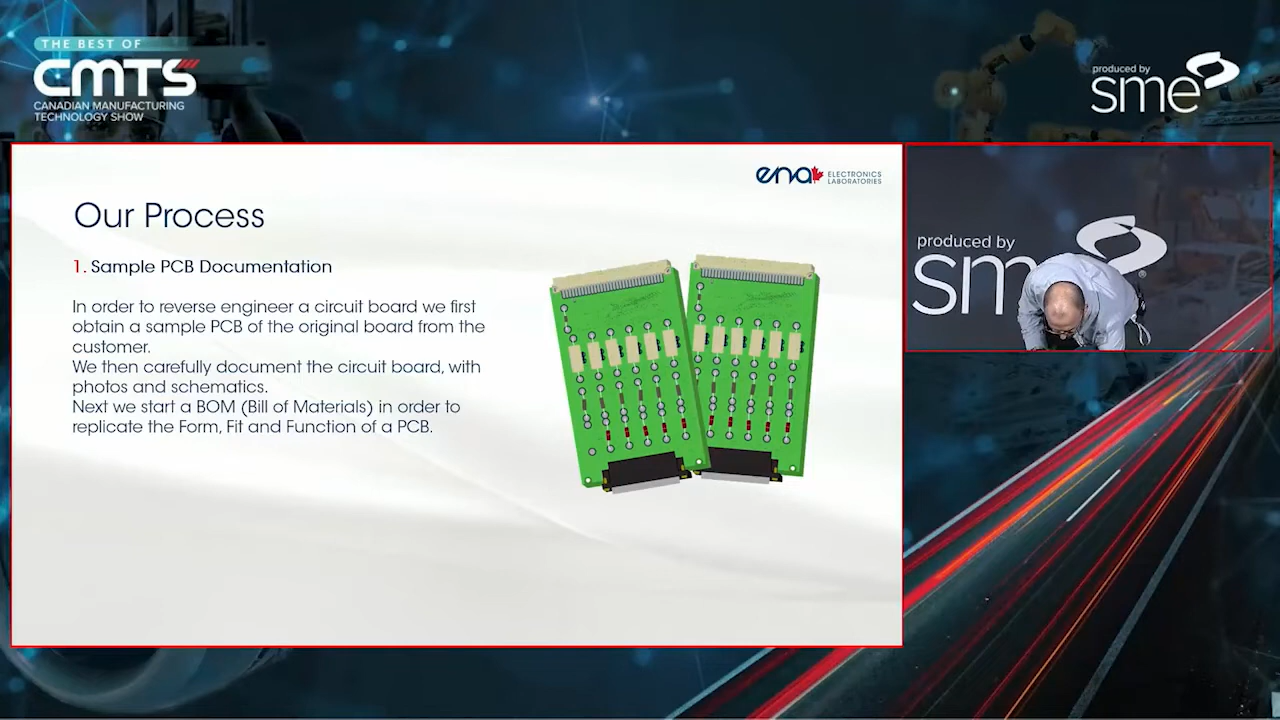 THE BEST OF
CMTS
CANADIAN MANUFACTURING
TECHNOLOGY SHOW
produced by
sme
ena ELECTRONICS
LABORATORIES
Our Process
1. Sample PCB Documentation
In order to reverse engineer a circuit board we first
obtain a sample PCB of the original board from the
customer.
We then carefully document the circuit board, with
photos and schematics.
Next we start a BOM (Bill of Materials) in order to
replicate the Form, Fit and Function of a PCB.
produced by
sm